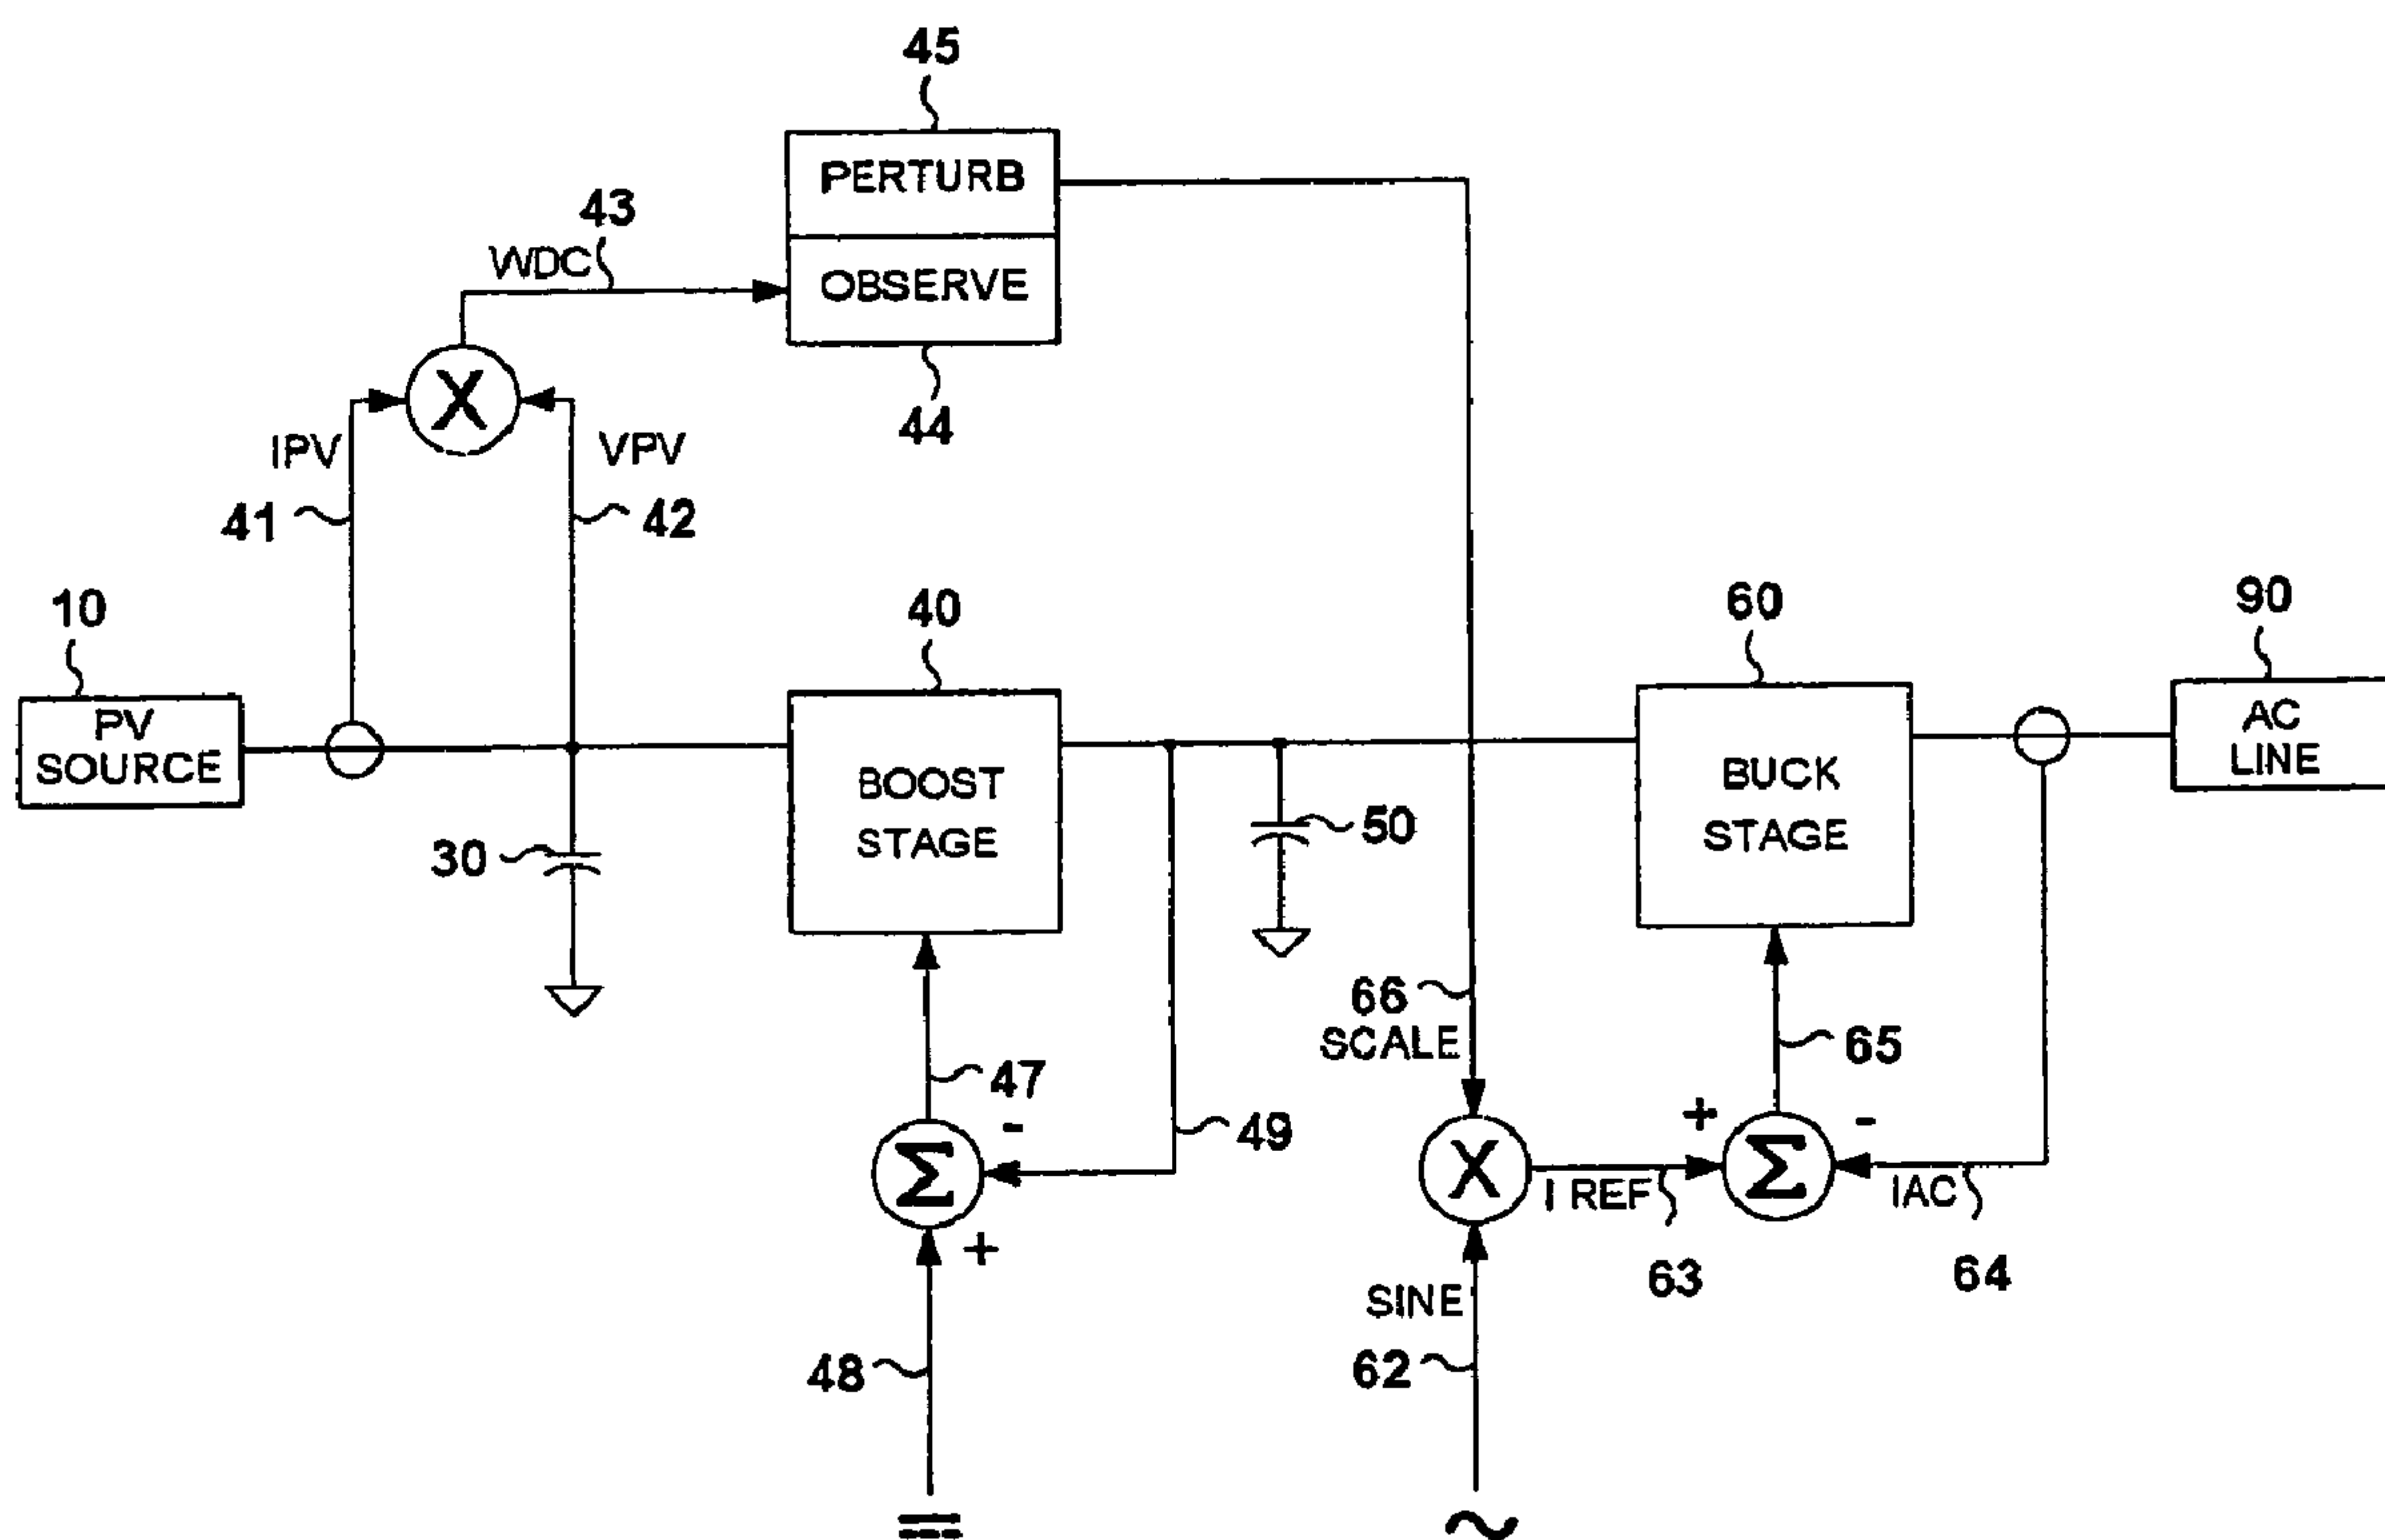 45
PERTURB
OBSERVE
44
43
WDC
X
IPV
VPV
41
42
10
PV
SOURCE
30
40
BOOST
STAGE
50
60
BUCK
STAGE
90
AC
LINE
47
-
49
Σ
+
48
66
SCALE
X
SINE
62
I REF
63
65
+
-
Σ
IAC
64